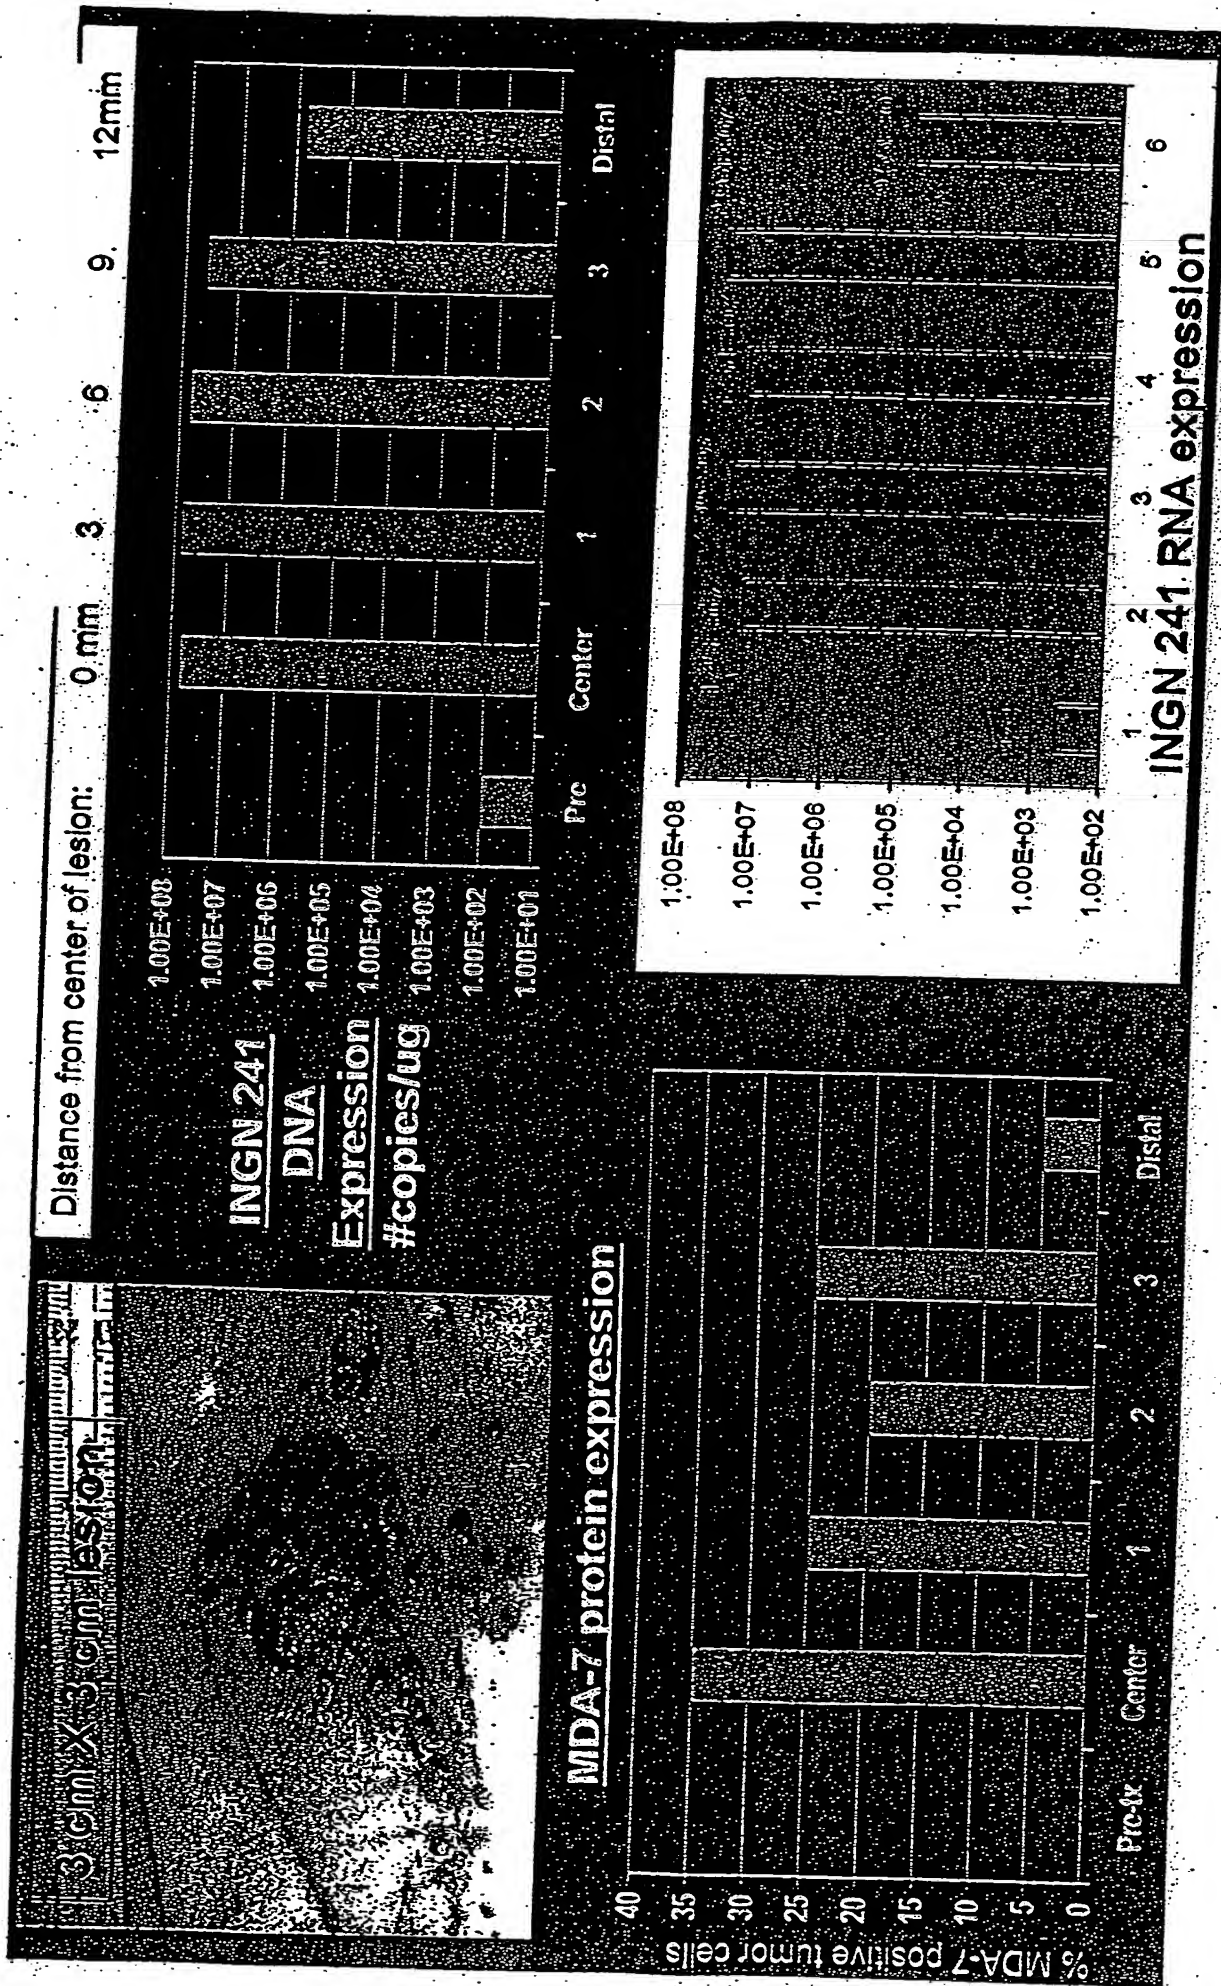 3 cm X 3 cm lesion
Distance from center of lesion:
0 mm 3 6 9 12mm
INGN 241
DNA
Expression
#copies/ug
1.00E+08
1.00E+07
1.00E+06
1.00E+05
1.00E+04
1.00E+03
1.00E+02
1.00E+01
Pre Center 1 2 3 Distal
MDA-7 protein expression
% MDA-7 positive tumor cells
40
35
30
25
20
15
10
5
0
Pre-tx Center 1 2 3 Distal
1.00E+08
1.00E+07
1.00E+06
1.00E+05
1.00E+04
1.00E+03
1.00E+02
1 2 3 4 5 6
INGN 241 RNA expression